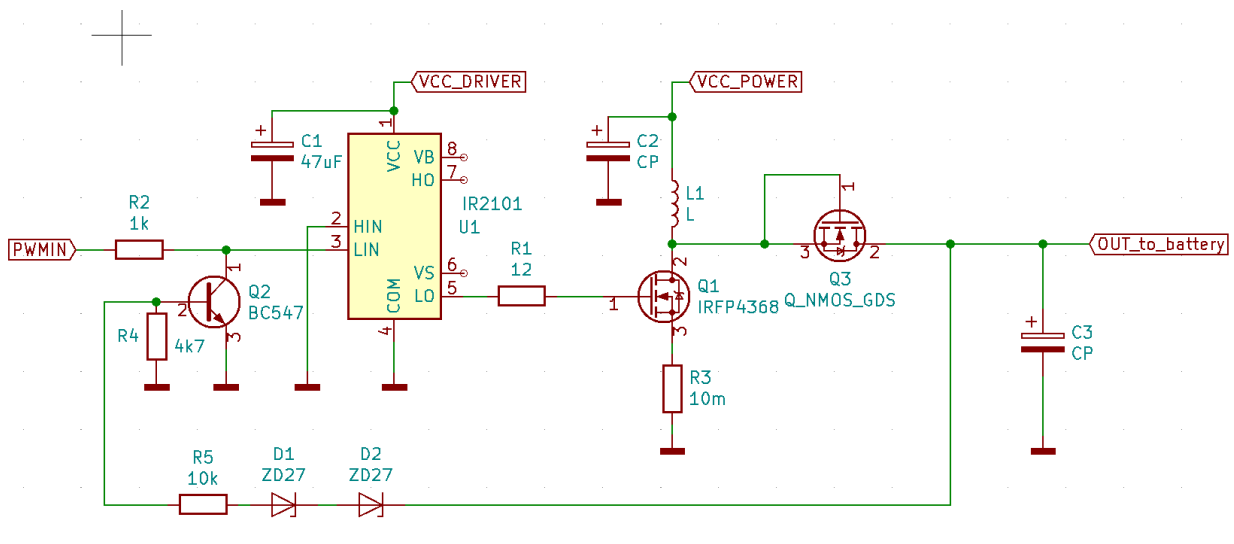 VCC_DRIVER
VCC_POWER
1
C1
47uF
VCC
VB
8
HO
7
C2
CP
L1
L
1
R2
1k
IR2101
U1
2
HIN
PWMIN
3
LIN
R1
12
3
2
OUT_to_battery
1
VS
6
2
Q3
Q_NMOS_GDS
Q2
BC547
2
COM
LO
5
1
Q1
IRFP4368
R4
4k7
3
4
3
C3
CP
R3
10m
R5
10k
D1
ZD27
D2
ZD27